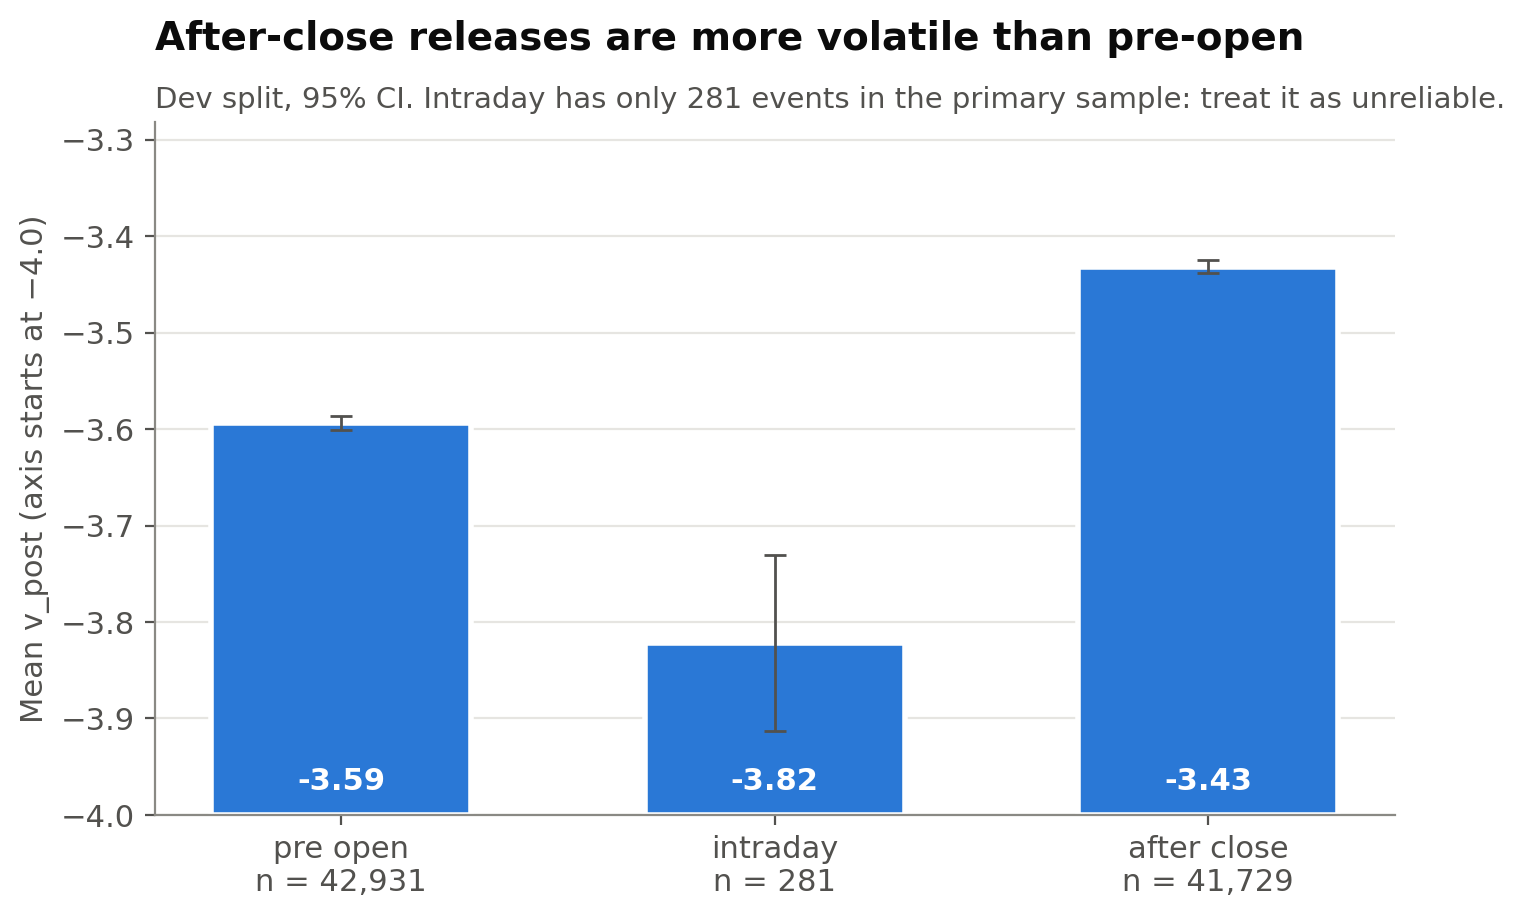 After-close releases are more volatile than pre-open
Dev split, 95% CI. Intraday has only 281 events in the primary sample: treat it as unreliable.
Mean v_post (axis starts at −4.0)
−3.3
−3.4
−3.5
−3.6
−3.7
−3.8
−3.9
−4.0
-3.59
-3.82
-3.43
pre open
n = 42,931
intraday
n = 281
after close
n = 41,729